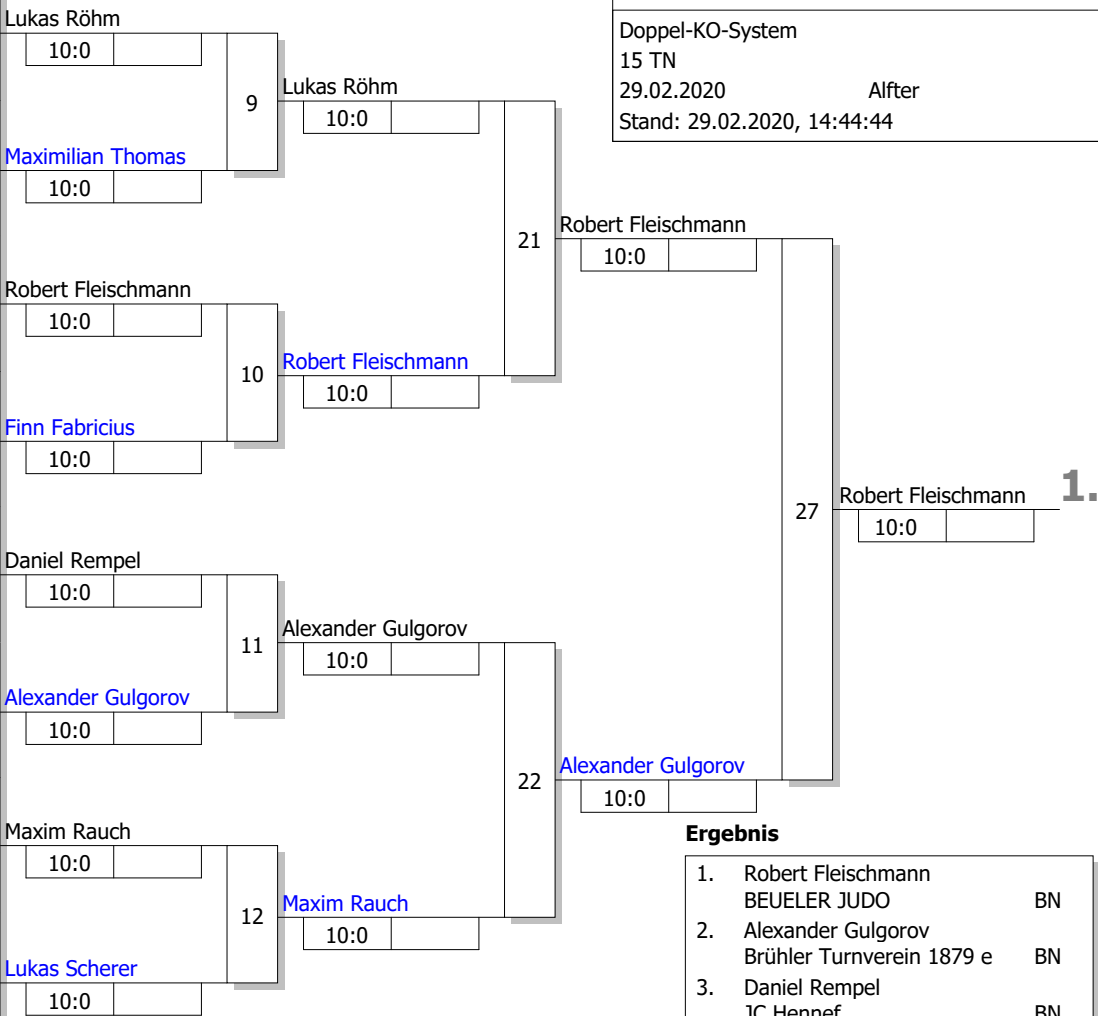 Lukas Röhm
10:0
9
Maximilian Thomas
10:0
Robert Fleischmann
10:0
10
Finn Fabricius
10:0
Daniel Rempel
10:0
11
Alexander Gulgorov
10:0
Maxim Rauch
10:0
12
Lukas Scherer
10:0
Lukas Röhm
10:0
21
Robert Fleischmann
10:0
Alexander Gulgorov
10:0
22
Maxim Rauch
10:0
Robert Fleischmann
10:0
27
Alexander Gulgorov
10:0
Robert Fleischmann 1.
10:0
Doppel-KO-System
15 TN
29.02.2020 Alfter
Stand: 29.02.2020, 14:44:44
Ergebnis
1. Robert Fleischmann
BEUELER JUDO BN
2. Alexander Gulgorov
Brühler Turnverein 1879 e BN
3. Daniel Rempel
JC Hennef BN